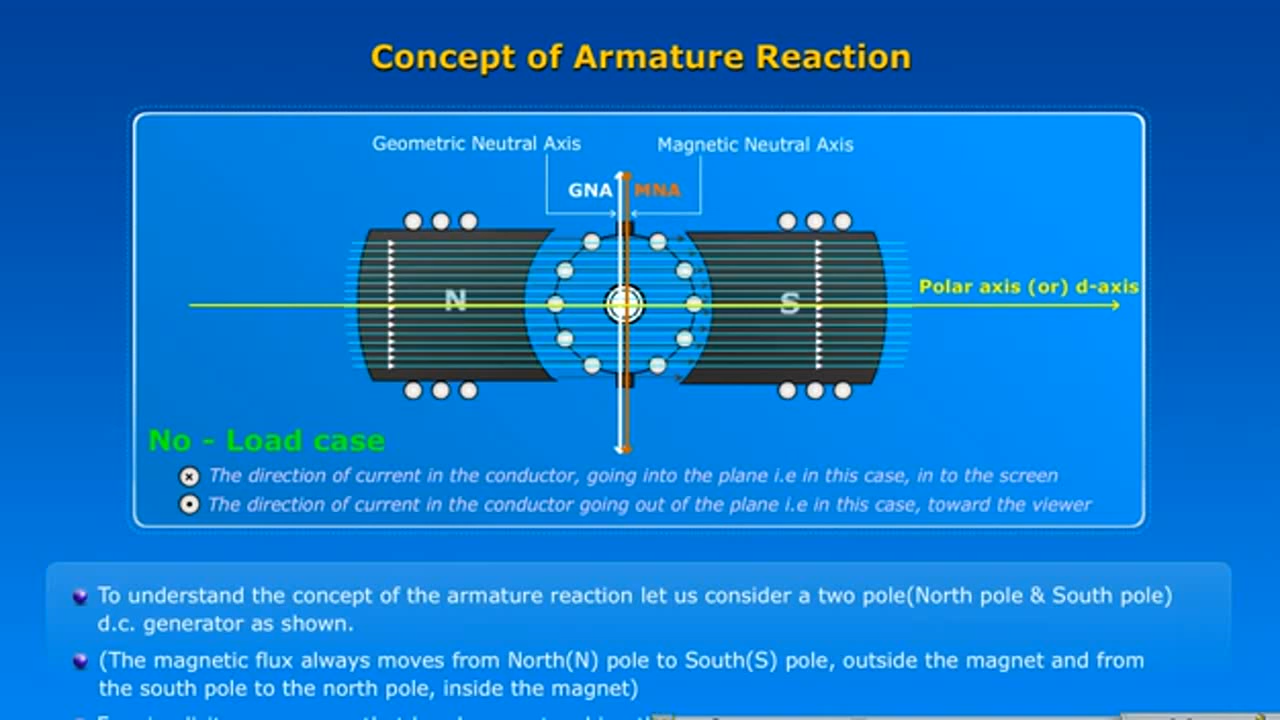 Concept of Armature Reaction
Geometric Neutral Axis
Magnetic Neutral Axis
GNA
MNA
N
S
Polar axis (or) d-axis
No - Load case
The direction of current in the conductor, going into the plane i.e in this case, in to the screen
The direction of current in the conductor going out of the plane i.e in this case, toward the viewer
To understand the concept of the armature reaction let us consider a two pole(North pole & South pole)
d.c. generator as shown.
(The magnetic flux always moves from North(N) pole to South(S) pole, outside the magnet and from
the south pole to the north pole, inside the magnet)